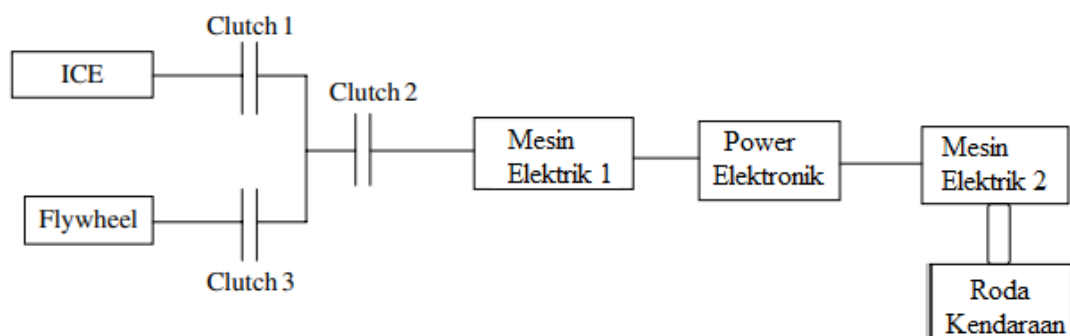 Clutch 1
ICE
Clutch 2
Mesin
Elektrik 1
Power
Elektronik
Mesin
Elektrik 2
Flywheel
Clutch 3
Roda
Kendaraan